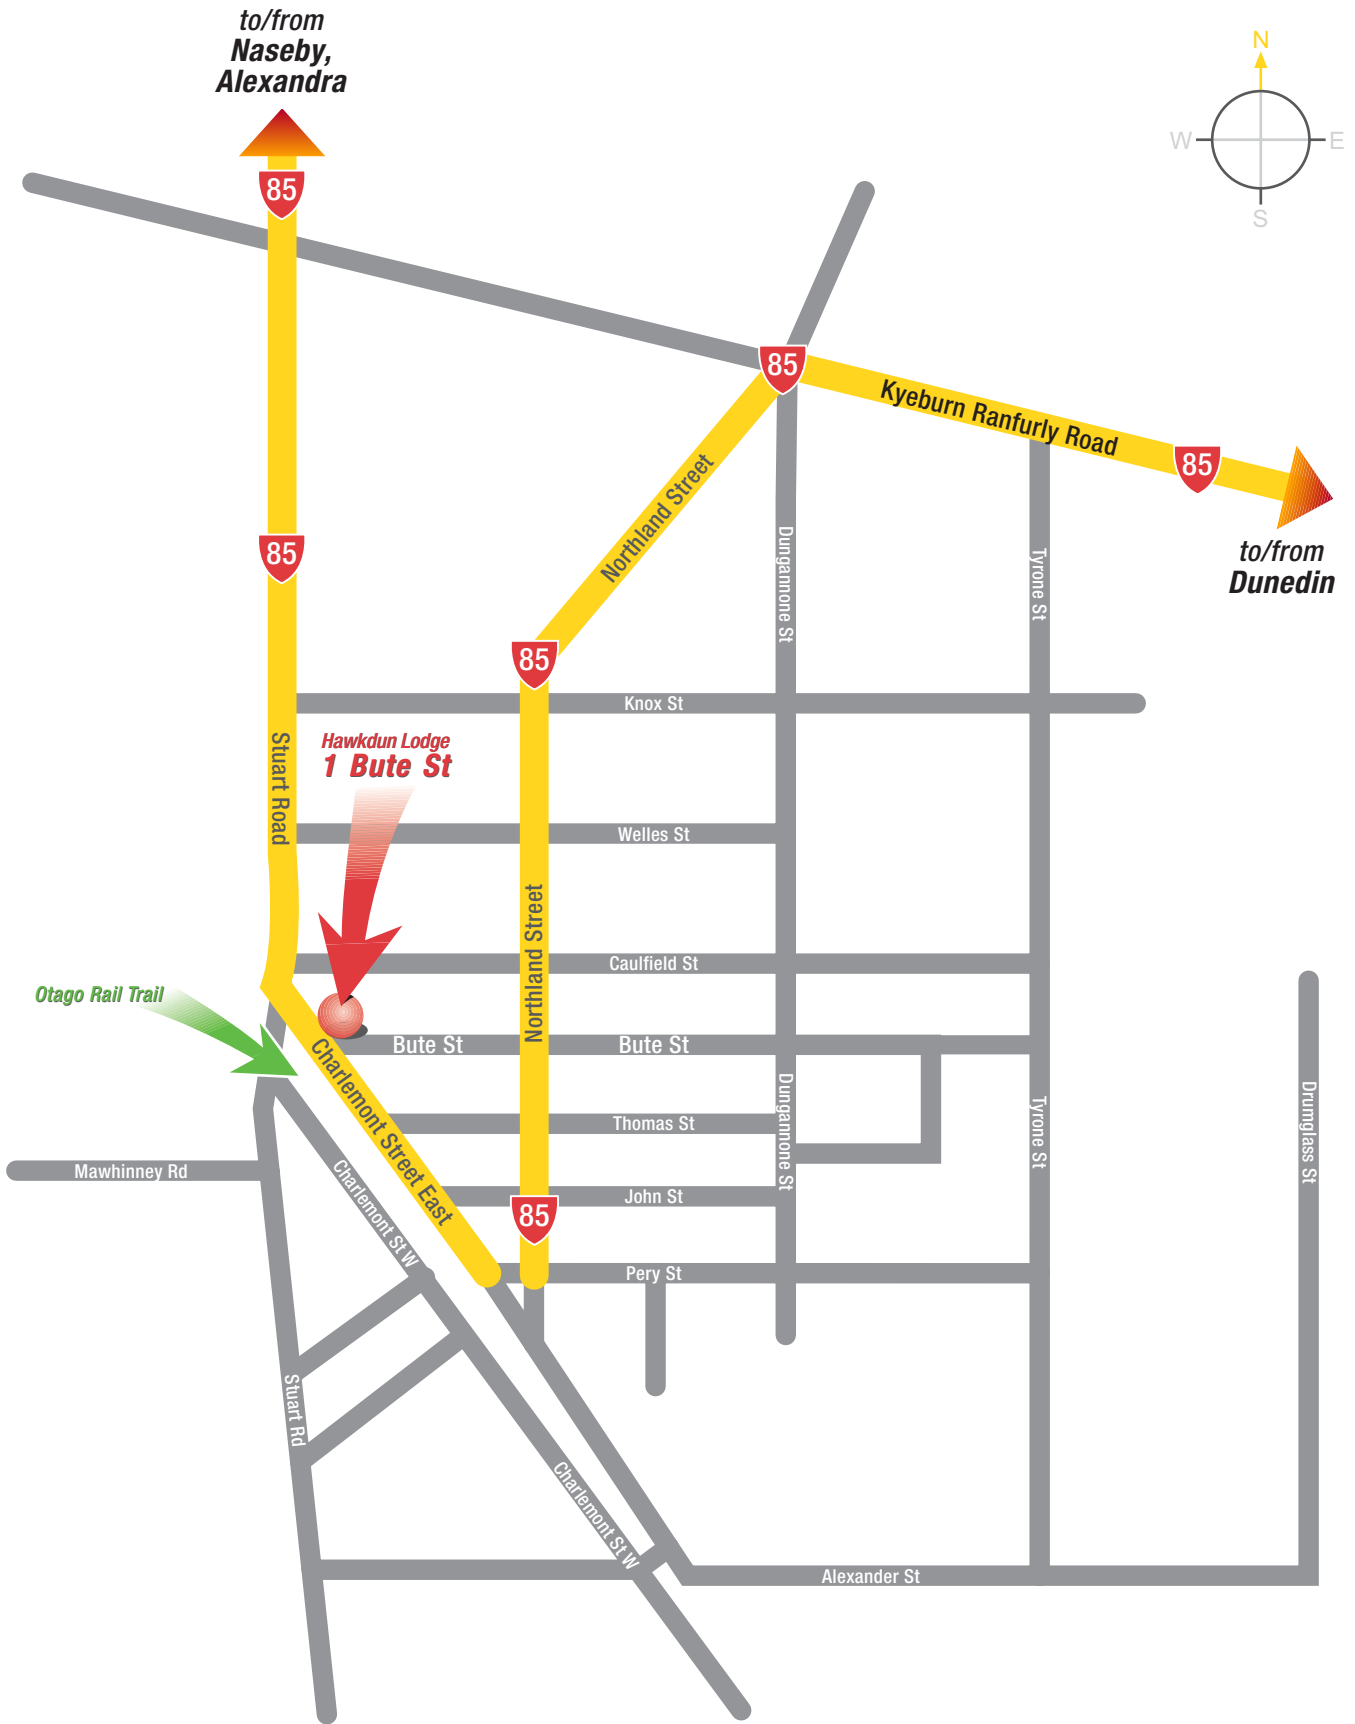 to/from
Naseby,
Alexandra
N
W
E
S
85
85
Kyeburn Ranfurly Road
85
Northland Street
85
Dungannone St
Tyrone St
to/from
Dunedin
85
Knox St
Stuart Road
Hawkdun Lodge
1 Bute St
Welles St
Northland Street
Caulfield St
Otago Rail Trail
Bute St
Bute St
Charlemont Street East
Dungannone St
Tyrone St
Drumglass St
Thomas St
Mawhinney Rd
Charlemont St W
John St
85
Pery St
Stuart Rd
Charlemont St W
Alexander St